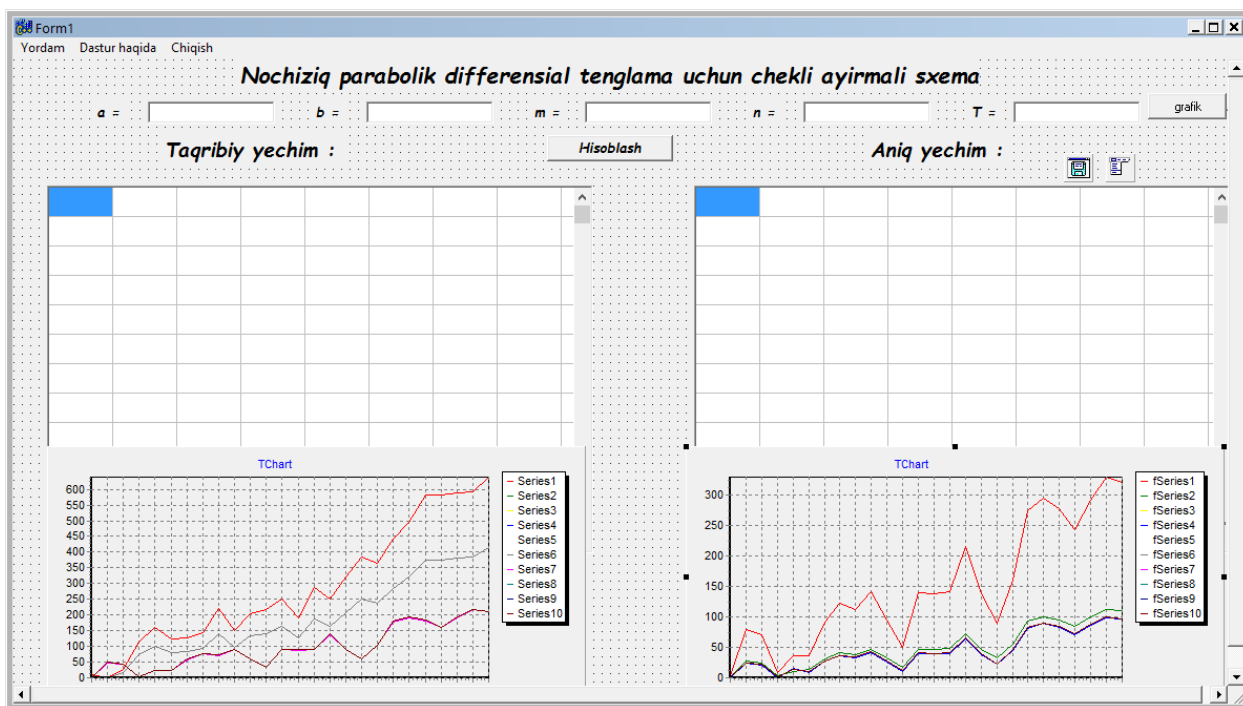 Form1
Yordam Dastur haqida Chiqish
Nochiziq parabolik differensial tenglama uchun chekli ayirmali sxema
a = b = m = n = T = grafik
Taqribiy yechim : Hisoblash Aniq yechim :
TChart
600
550
500
450
400
350
300
250
200
150
100
50
0
Series1
Series2
Series3
Series4
Series5
Series6
Series7
Series8
Series9
Series10
TChart
300
250
200
150
100
50
0
fSeries1
fSeries2
fSeries3
fSeries4
fSeries5
fSeries6
fSeries7
fSeries8
fSeries9
fSeries10